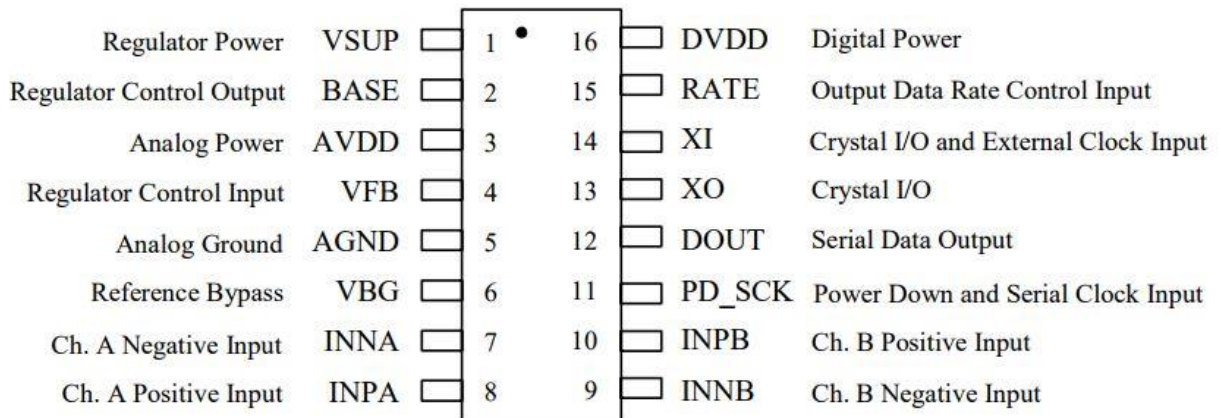 Regulator Power VSUP 1 16 DVDD Digital Power
Regulator Control Output BASE 2 15 RATE Output Data Rate Control Input
Analog Power AVDD 3 14 XI Crystal I/O and External Clock Input
Regulator Control Input VFB 4 13 XO Crystal I/O
Analog Ground AGND 5 12 DOUT Serial Data Output
Reference Bypass VBG 6 11 PD_SCK Power Down and Serial Clock Input
Ch. A Negative Input INNA 7 10 INPB Ch. B Positive Input
Ch. A Positive Input INPA 8 9 INNB Ch. B Negative Input